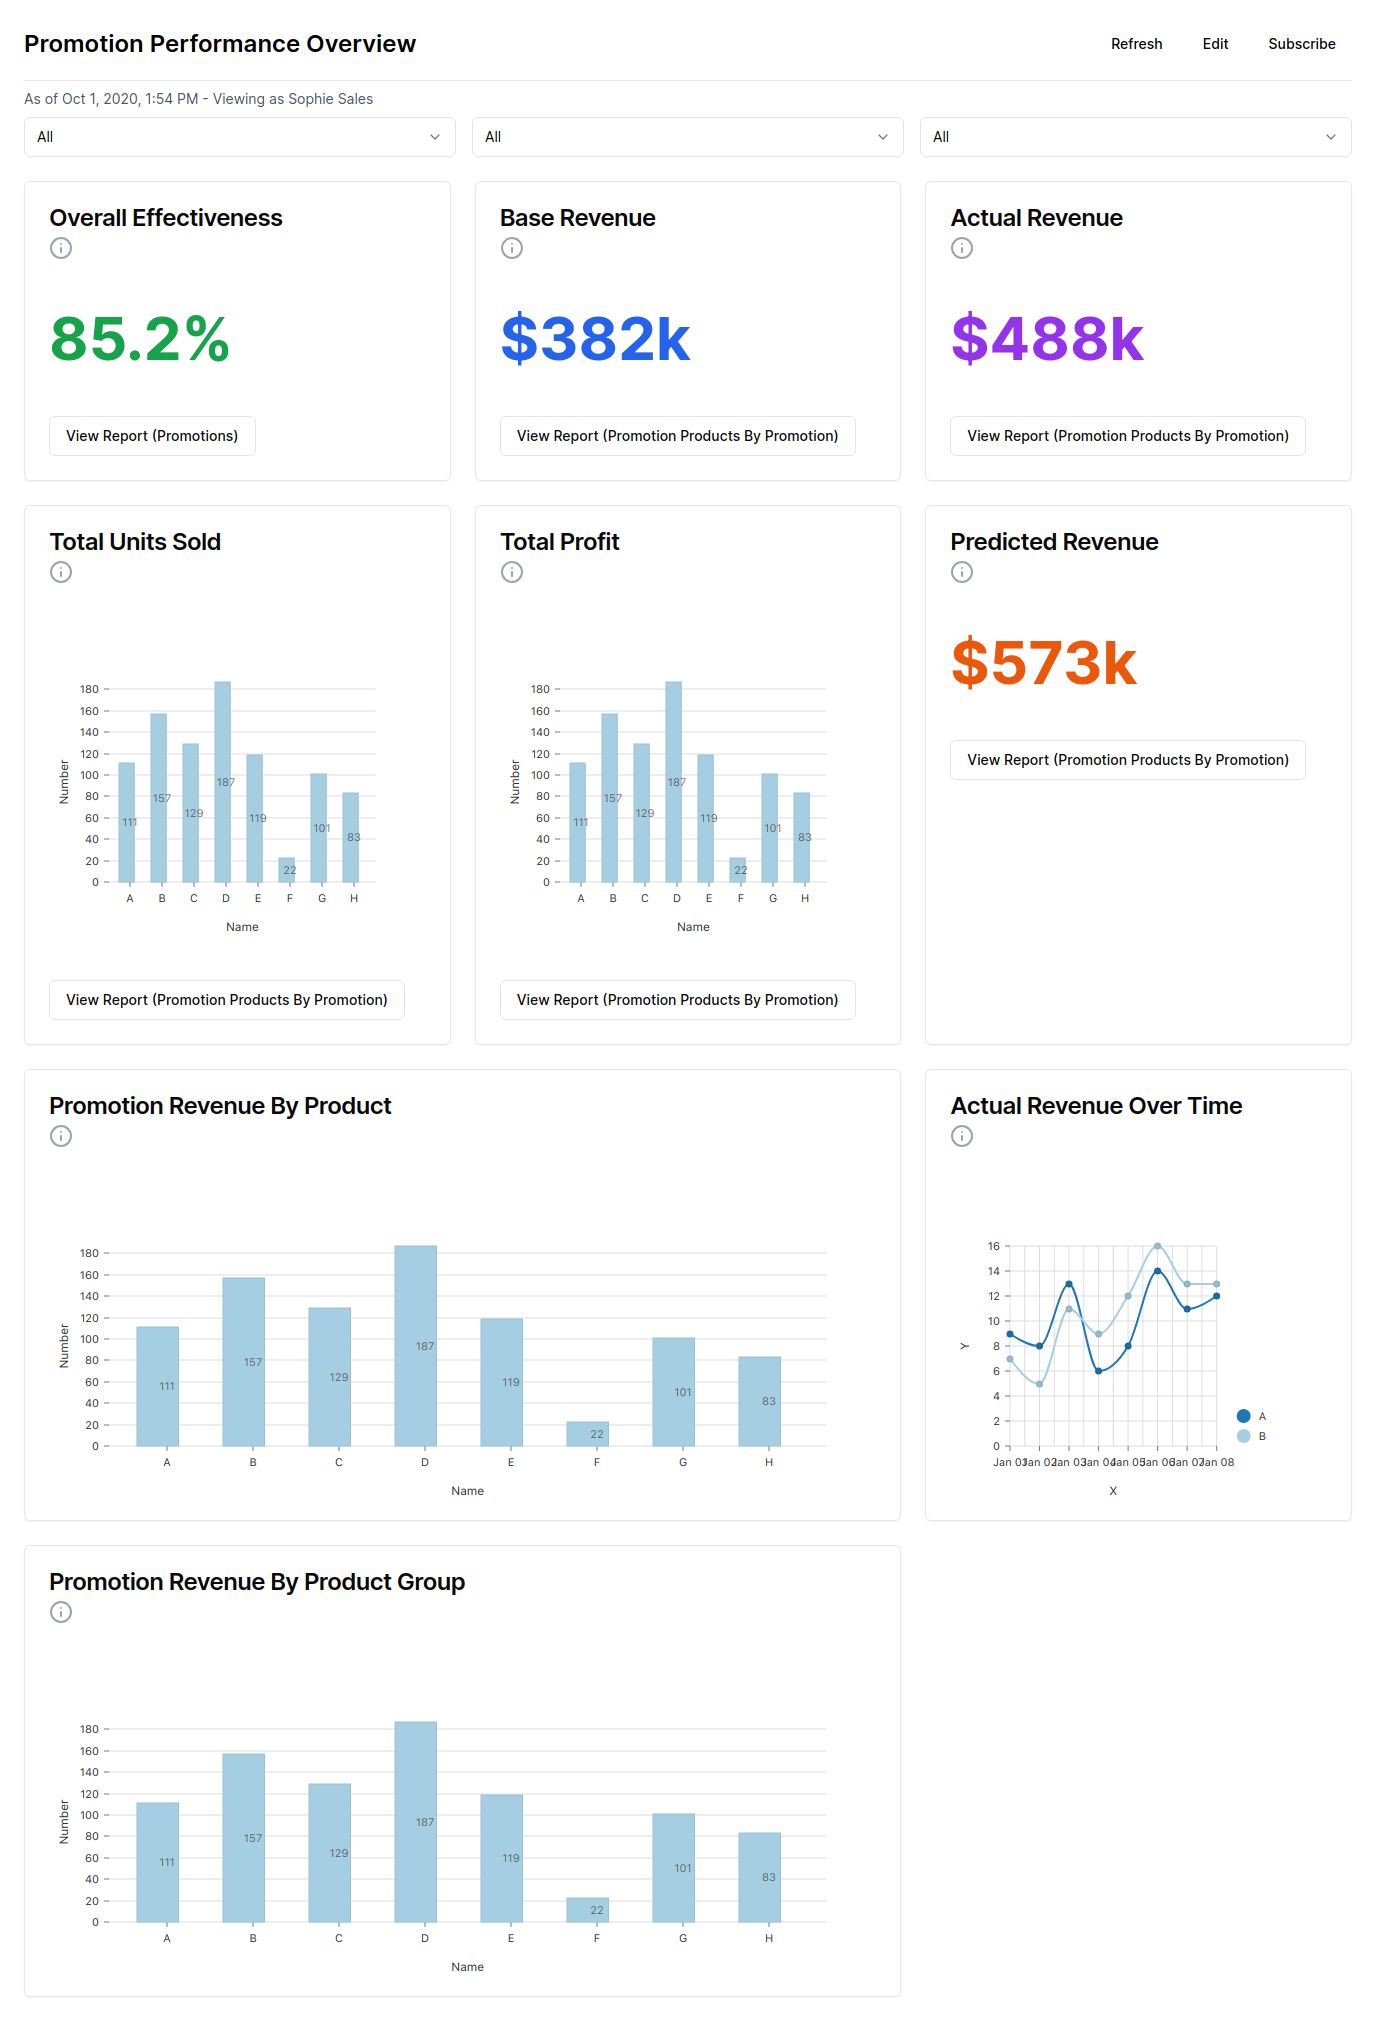 Promotion Performance Overview
Refresh Edit Subscribe
As of Oct 1, 2020, 1:54 PM - Viewing as Sophie Sales
All All All
Overall Effectiveness
85.2%
View Report (Promotions)
Base Revenue
$382k
View Report (Promotion Products By Promotion)
Actual Revenue
$488k
View Report (Promotion Products By Promotion)
Total Units Sold
Number
180
160
140
120
100
80
60
40
20
0
111 157 129 187 119 22 101 83
A B C D E F G H
Name
View Report (Promotion Products By Promotion)
Total Profit
Number
180
160
140
120
100
80
60
40
20
0
111 157 129 187 119 22 101 83
A B C D E F G H
Name
View Report (Promotion Products By Promotion)
Predicted Revenue
$573k
View Report (Promotion Products By Promotion)
Promotion Revenue By Product
Number
180
160
140
120
100
80
60
40
20
0
111 157 129 187 119 22 101 83
A B C D E F G H
Name
Actual Revenue Over Time
Y
16
14
12
10
8
6
4
2
0
Jan 01 Jan 02 Jan 03 Jan 04 Jan 05 Jan 06 Jan 07 Jan 08
X
A
B
Promotion Revenue By Product Group
Number
180
160
140
120
100
80
60
40
20
0
111 157 129 187 119 22 101 83
A B C D E F G H
Name